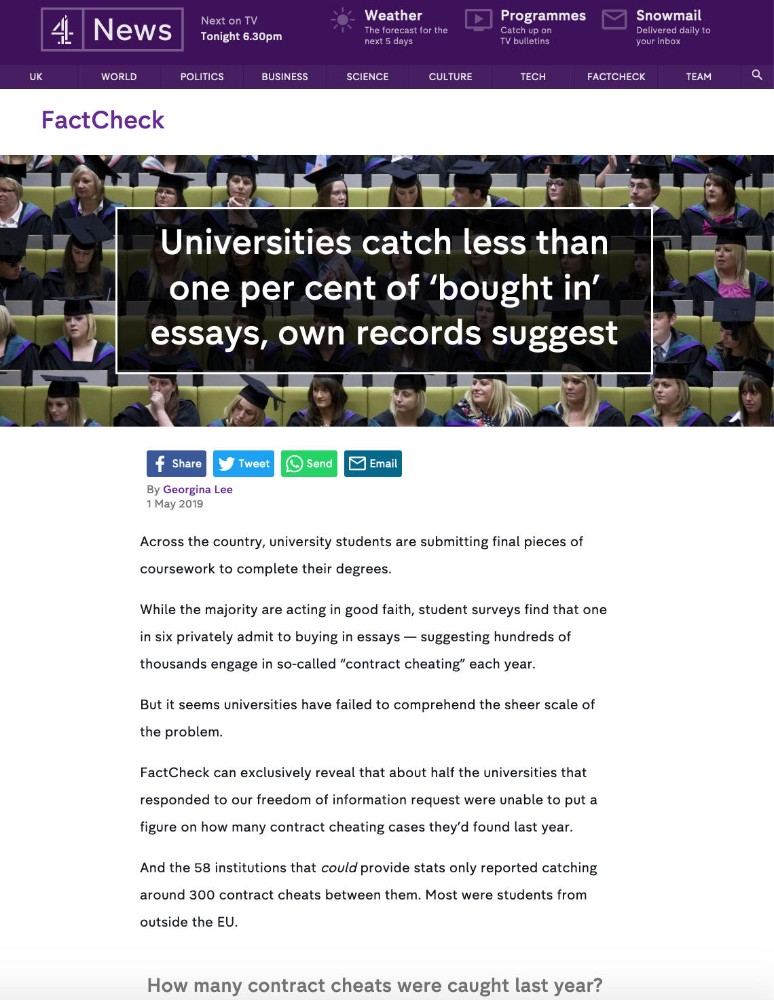 4 News
Next on TV
Tonight 6.30pm
Weather
The forecast for the
next 5 days
Programmes
Catch up on
TV bulletins
Snowmail
Delivered daily to
your inbox
UK WORLD POLITICS BUSINESS SCIENCE CULTURE TECH FACTCHECK TEAM
FactCheck
Universities catch less than
one per cent of ‘bought in’
essays, own records suggest
Share Tweet Send Email
By Georgina Lee
1 May 2019
Across the country, university students are submitting final pieces of
coursework to complete their degrees.
While the majority are acting in good faith, student surveys find that one
in six privately admit to buying in essays — suggesting hundreds of
thousands engage in so-called “contract cheating” each year.
But it seems universities have failed to comprehend the sheer scale of
the problem.
FactCheck can exclusively reveal that about half the universities that
responded to our freedom of information request were unable to put a
figure on how many contract cheating cases they’d found last year.
And the 58 institutions that could provide stats only reported catching
around 300 contract cheats between them. Most were students from
outside the EU.
How many contract cheats were caught last year?